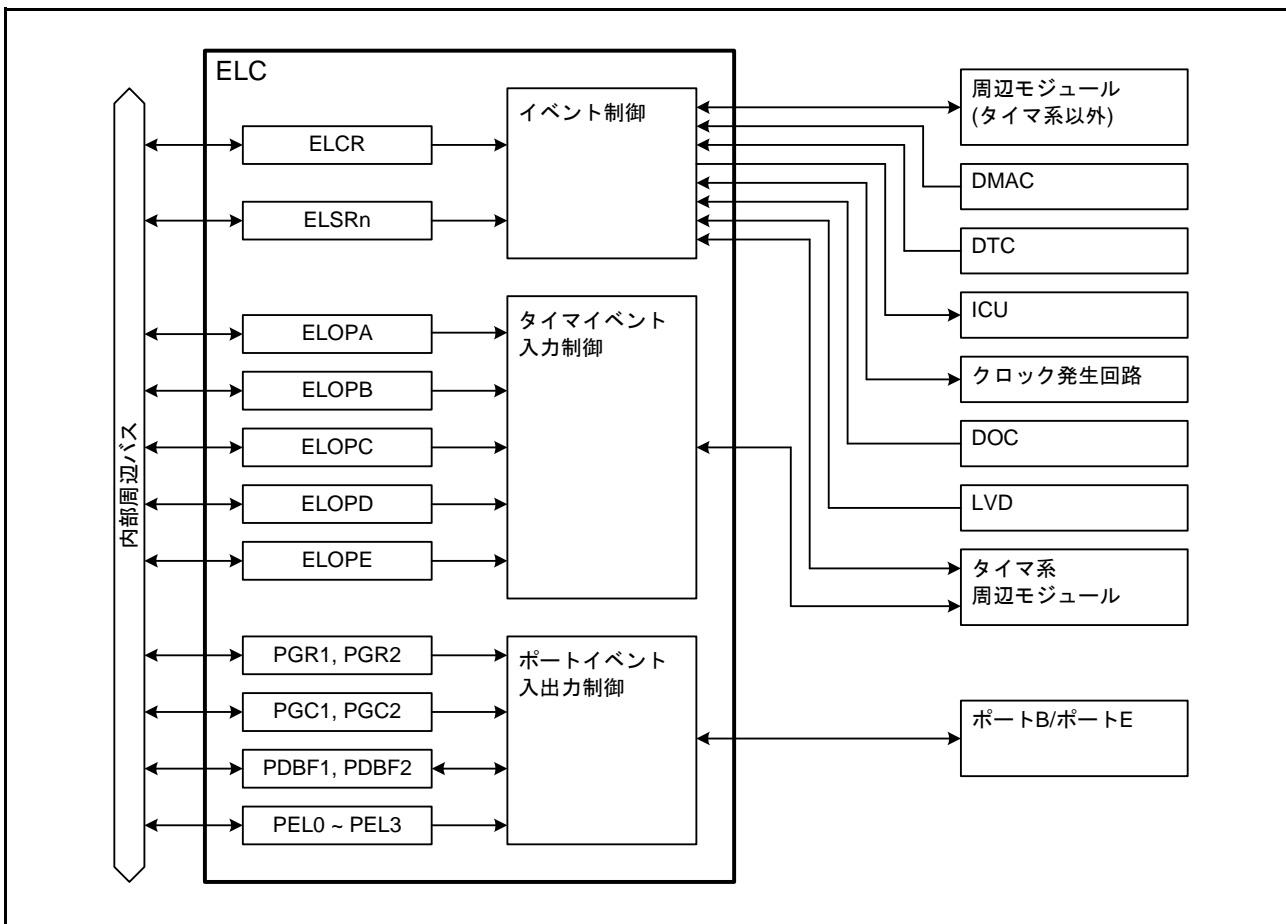 ELC
内部周辺バス
ELCR
ELSRn
イベント制御
ELOPA
ELOPB
ELOPC
ELOPD
ELOPE
タイマイベント
入力制御
PGR1, PGR2
PGC1, PGC2
PDBF1, PDBF2
PEL0 ~ PEL3
ポートイベント
入出力制御
周辺モジュール
(タイマ系以外)
DMAC
DTC
ICU
クロック発生回路
DOC
LVD
タイマ系
周辺モジュール
ポートB/ポートE